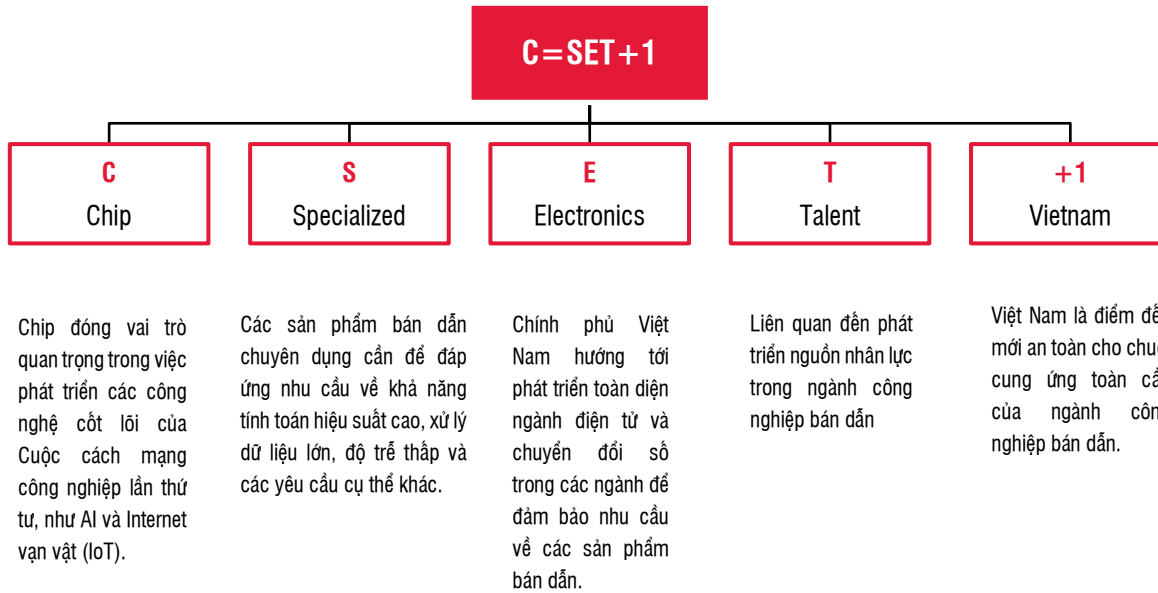 C=SET+1
C
Chip
S
Specialized
E
Electronics
T
Talent
+1
Vietnam
Chip đóng vai trò
quan trọng trong việc
phát triển các công
nghệ cốt lõi của
Cuộc cách mạng
công nghiệp lần thứ
tư, như AI và Internet
vạn vật (IoT).
Các sản phẩm bán dẫn
chuyên dụng cần để đáp
ứng nhu cầu về khả năng
tính toán hiệu suất cao, xử lý
dữ liệu lớn, độ trễ thấp và
các yêu cầu cụ thể khác.
Chính phủ Việt
Nam hướng tới
phát triển toàn diện
ngành điện tử và
chuyển đổi số
trong các ngành để
đảm bảo nhu cầu
về các sản phẩm
bán dẫn.
Liên quan đến phát
triển nguồn nhân lực
trong ngành công
nghiệp bán dẫn
Việt Nam là điểm
mới an toàn cho
cung ứng toàn
của ngành
nghiệp bán dẫn.